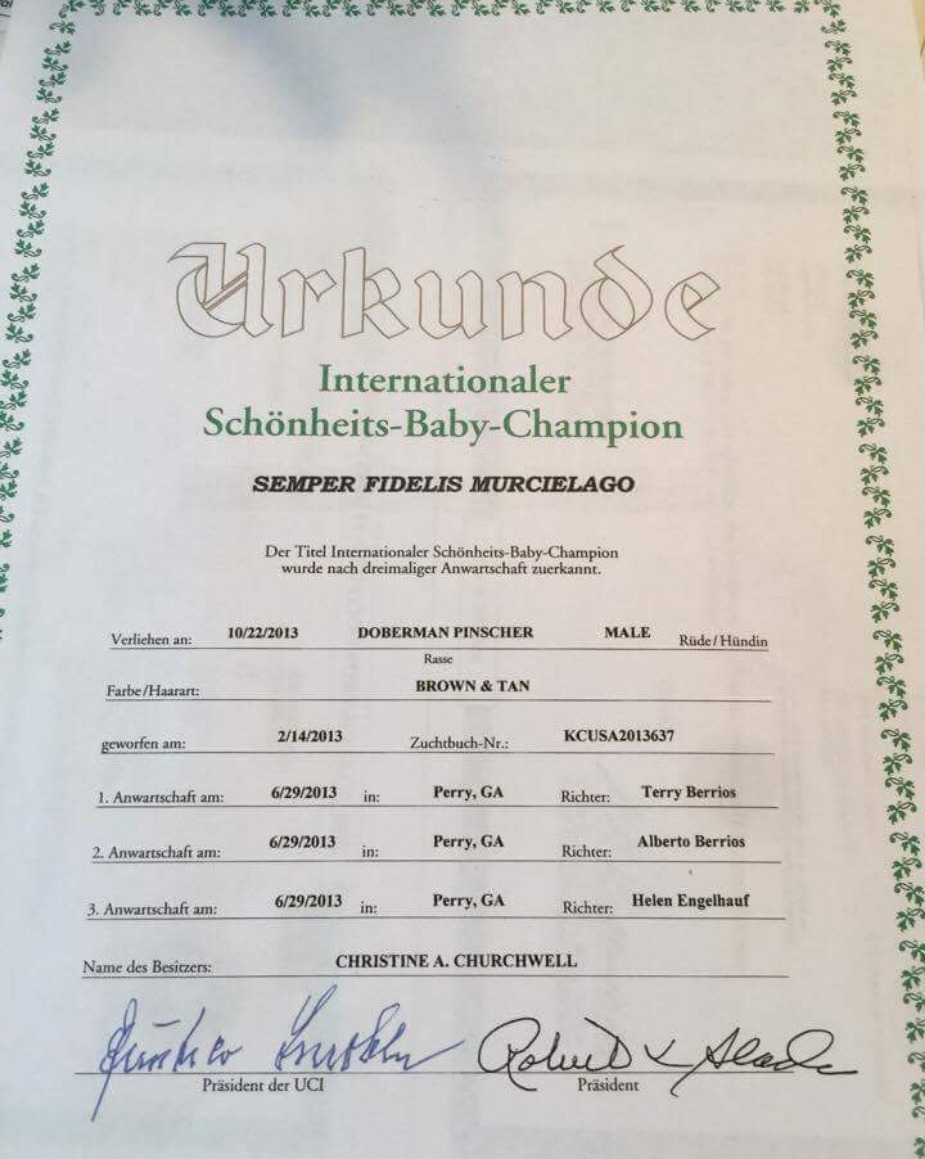 Urkunde
Internationaler
Schönheits-Baby-Champion
SEMPER FIDELIS MURCIELAGO
Der Titel Internationaler Schönheits-Baby-Champion
wurde nach dreimaliger Anwartschaft zuerkannt.
Verliehen an: 10/22/2013 DOBERMAN PINSCHER MALE Rüde/Hündin
Rasse
Farbe/Haarart: BROWN & TAN
geworfen am: 2/14/2013 Zuchtbuch-Nr.: KCUSA2013637
1. Anwartschaft am: 6/29/2013 in: Perry, GA Richter: Terry Berrios
2. Anwartschaft am: 6/29/2013 in: Perry, GA Richter: Alberto Berrios
3. Anwartschaft am: 6/29/2013 in: Perry, GA Richter: Helen Engelhauf
Name des Besitzers: CHRISTINE A. CHURCHWELL
Präsident der UCI Präsident